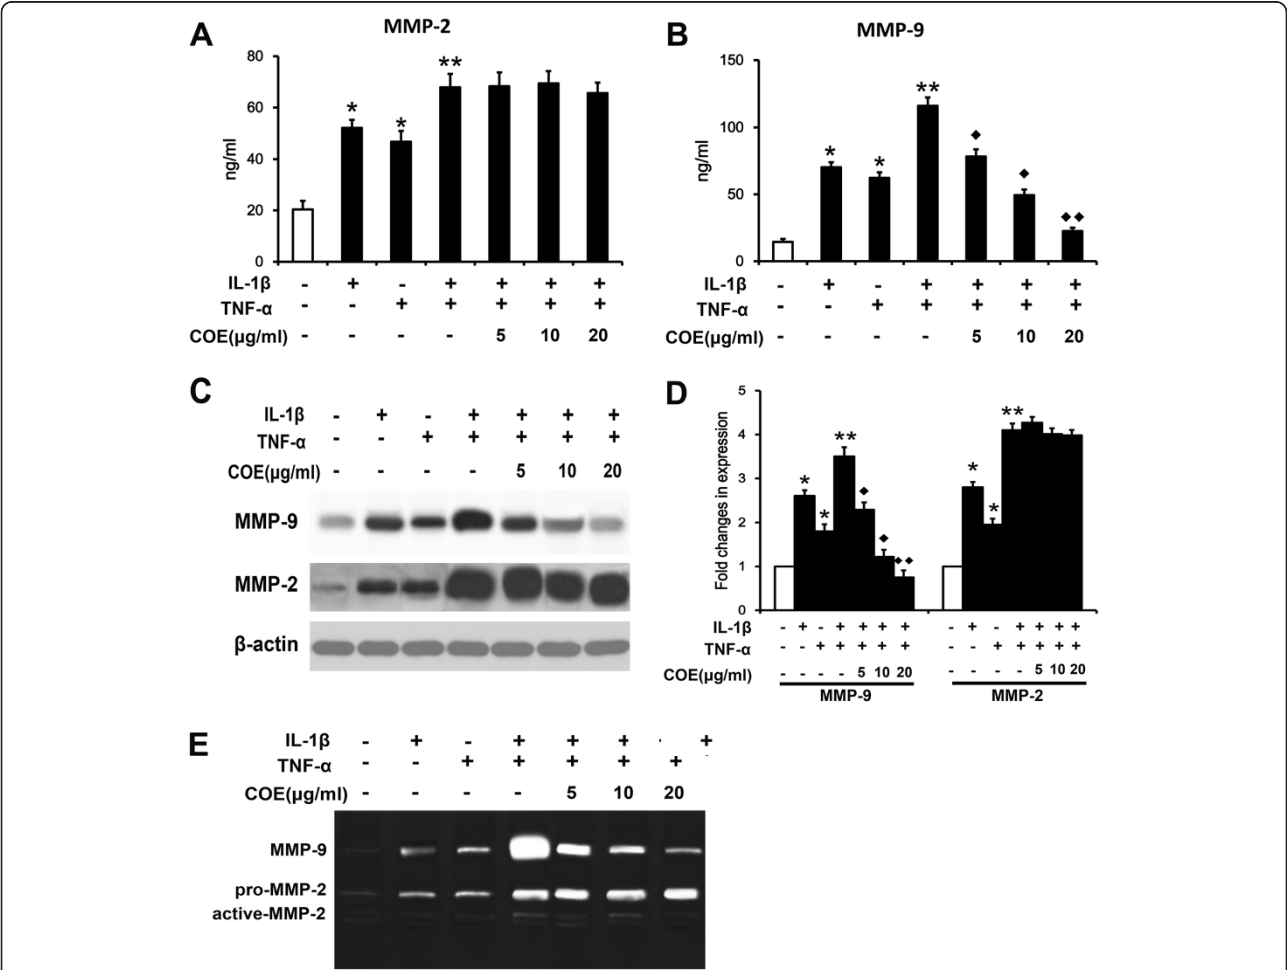 A
MMP-2
80
60
40
20
0
ng/ml
* * **
IL-1β - + - + + + +
TNF-α - - + + + + +
COE(μg/ml) - - - - 5 10 20
B
MMP-9
150
100
50
0
ng/ml
* * ** ◆ ◆ ◆◆
IL-1β - + - + + + +
TNF-α - - + + + + +
COE(μg/ml) - - - - 5 10 20
C
IL-1β - + - + + + +
TNF-α - - + + + + +
COE(μg/ml) - - - - 5 10 20
MMP-9
MMP-2
β-actin
D
5
4
3
2
1
0
Fold changes in expression
* * ** ◆ ◆ ◆◆ * * **
IL-1β - + - + + + + - + - + + + +
TNF-α - - + + + + + - - + + + + +
COE(μg/ml) - - - - 5 10 20 - - - - 5 10 20
MMP-9 MMP-2
E
IL-1β - + - + + + +
TNF-α - - + + + + +
COE(μg/ml) - - - - 5 10 20
MMP-9
pro-MMP-2
active-MMP-2